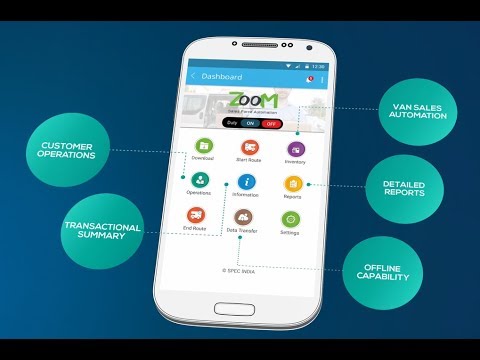 12:30
Dashboard
ZooM
Sales Force Automation
Duty ON OFF
Download
Start Route
Inventory
Operations
Information
Reports
End Route
Data Transfer
Settings
© SPEC INDIA
CUSTOMER
OPERATIONS
TRANSACTIONAL
SUMMARY
VAN SALES
AUTOMATION
DETAILED
REPORTS
OFFLINE
CAPABILITY